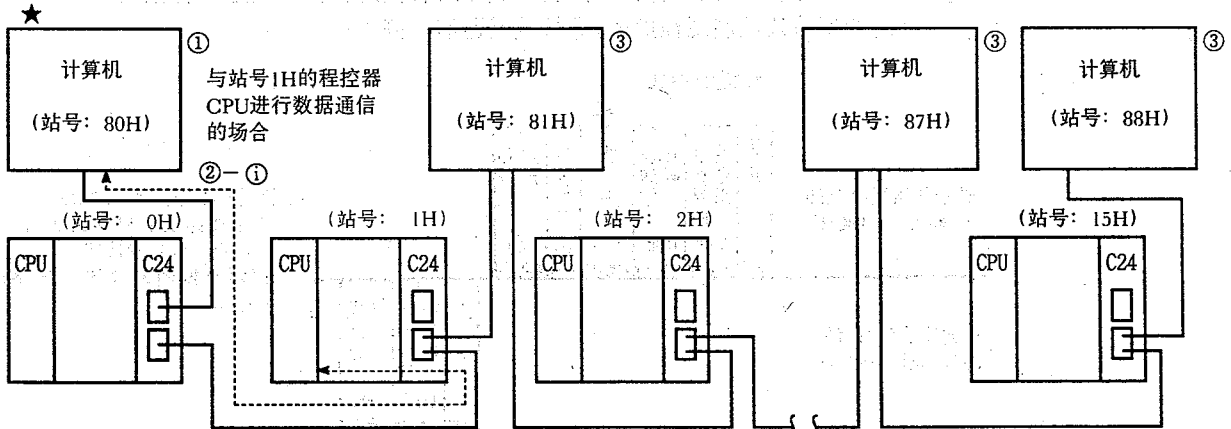 ★
计算机
(站号: 80H)
①
与站号1H的程控器
CPU进行数据通信
的场合
②－ⓘ
计算机
(站号: 81H)
③
计算机
(站号: 87H)
③
计算机
(站号: 88H)
③
(站号: 0H)
CPU
C24
(站号: 1H)
CPU
C24
(站号: 2H)
CPU
C24
(站号: 15H)
CPU
C24